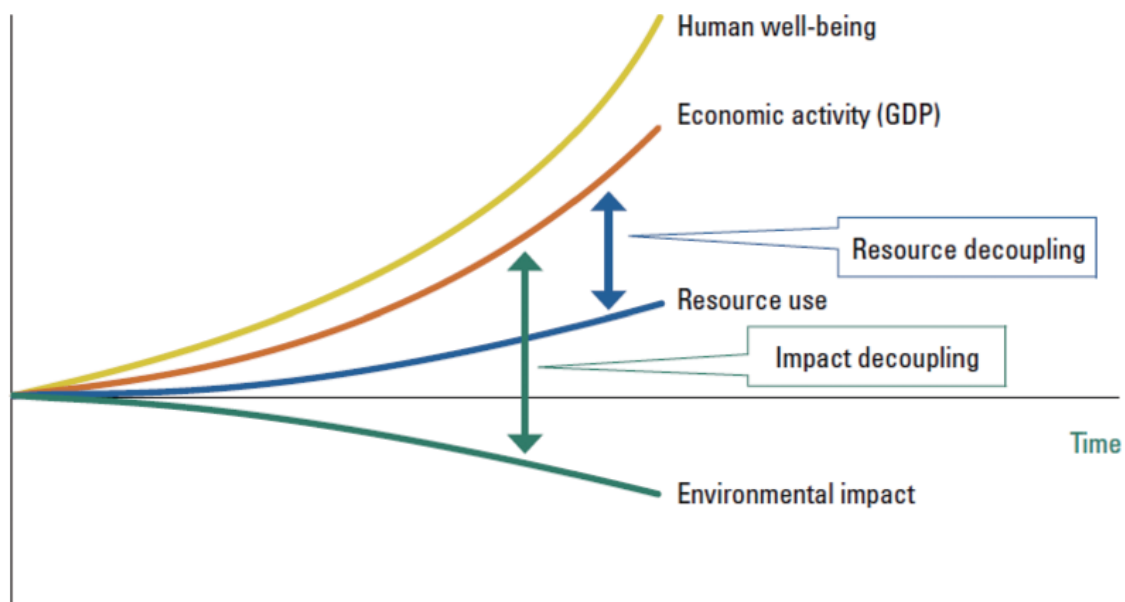 Human well-being
Economic activity (GDP)
Resource decoupling
Resource use
Impact decoupling
Time
Environmental impact